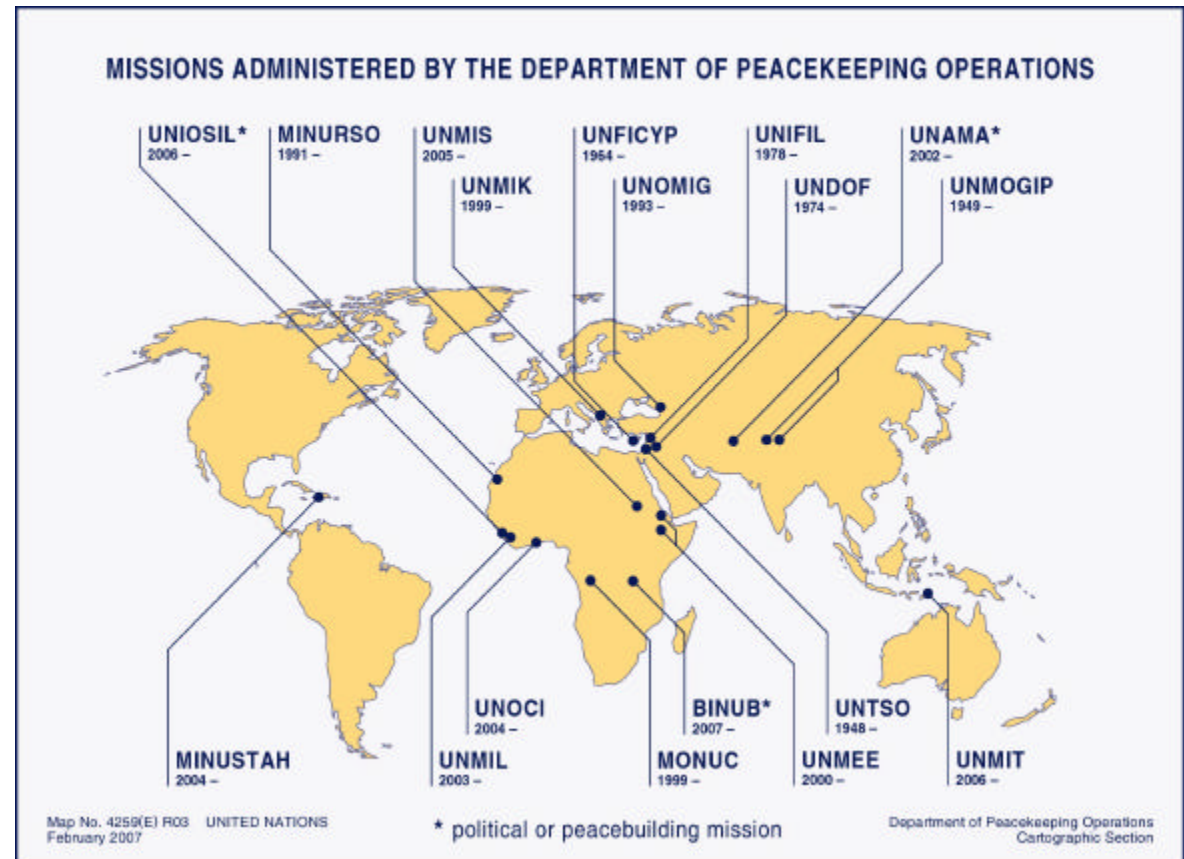 MISSIONS ADMINISTERED BY THE DEPARTMENT OF PEACEKEEPING OPERATIONS
UNIOSIL*
2006 –
MINURSO
1991 –
UNMIS
2005 –
UNFICYP
1964 –
UNIFIL
1978 –
UNAMA*
2002 –
UNMIK
1999 –
UNOMIG
1993 –
UNDOF
1974 –
UNMOGIP
1949 –
UNOCI
2004 –
BINUB*
2007 –
UNTSO
1948 –
MINUSTAH
2004 –
UNMIL
2003 –
MONUC
1999 –
UNMEE
2000 –
UNMIT
2006 –
Map No. 4259(E) R03 UNITED NATIONS
February 2007
* political or peacebuilding mission
Department of Peacekeeping Operations
Cartographic Section